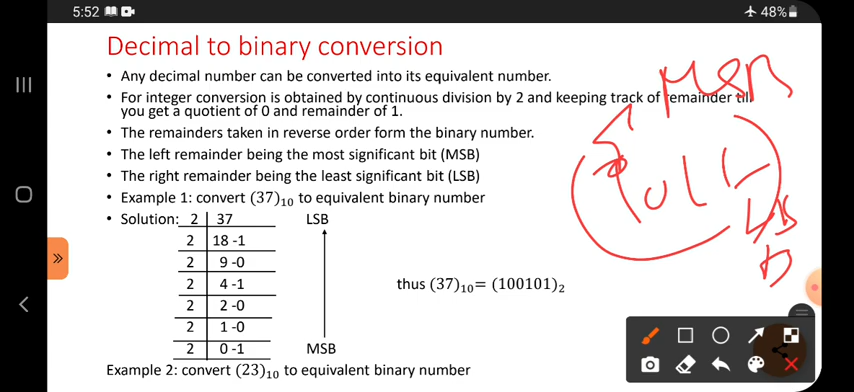 5:52 48%
Decimal to binary conversion
• Any decimal number can be converted into its equivalent number.
• For integer conversion is obtained by continuous division by 2 and keeping track of remainder till
you get a quotient of 0 and remainder of 1.
• The remainders taken in reverse order form the binary number.
• The left remainder being the most significant bit (MSB)
• The right remainder being the least significant bit (LSB)
• Example 1: convert (37)₁₀ to equivalent binary number
• Solution: 2 37 LSB
2 18 -1
2 9 -0
2 4 -1
thus (37)₁₀= (100101)₂
2 2 -0
2 1 -0
2 0 -1 MSB
Example 2: convert (23)₁₀ to equivalent binary number
MSB
1011
LSB